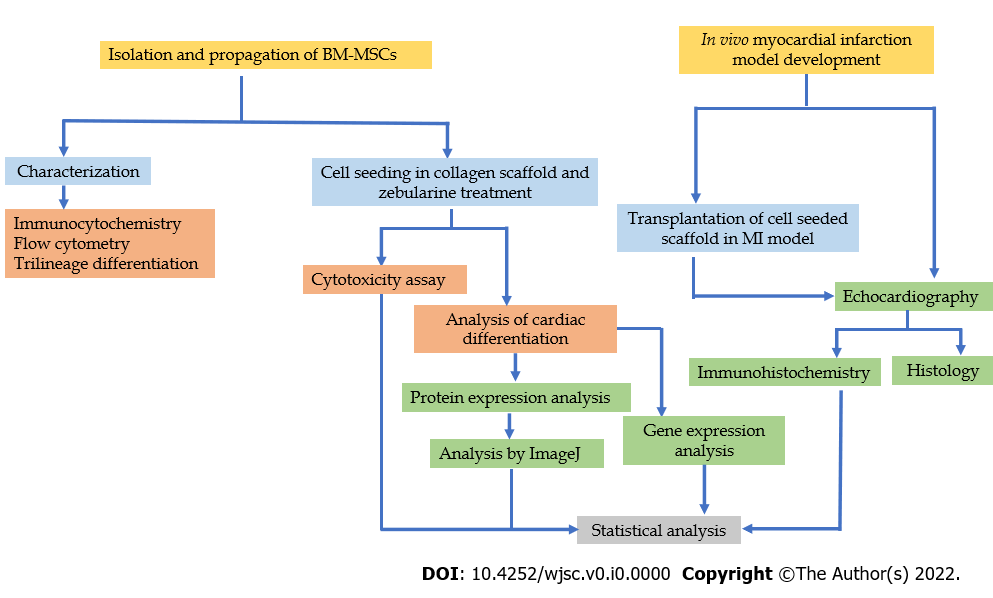 Isolation and propagation of BM-MSCs
In vivo myocardial infarction
model development
Characterization
Cell seeding in collagen scaffold and
zebularine treatment
Immunocytochemistry
Flow cytometry
Trilineage differentiation
Transplantation of cell seeded
scaffold in MI model
Cytotoxicity assay
Echocardiography
Analysis of cardiac
differentiation
Immunohistochemistry
Histology
Protein expression analysis
Gene expression
analysis
Analysis by ImageJ
Statistical analysis
DOI: 10.4252/wjsc.v0.i0.0000 Copyright ©The Author(s) 2022.